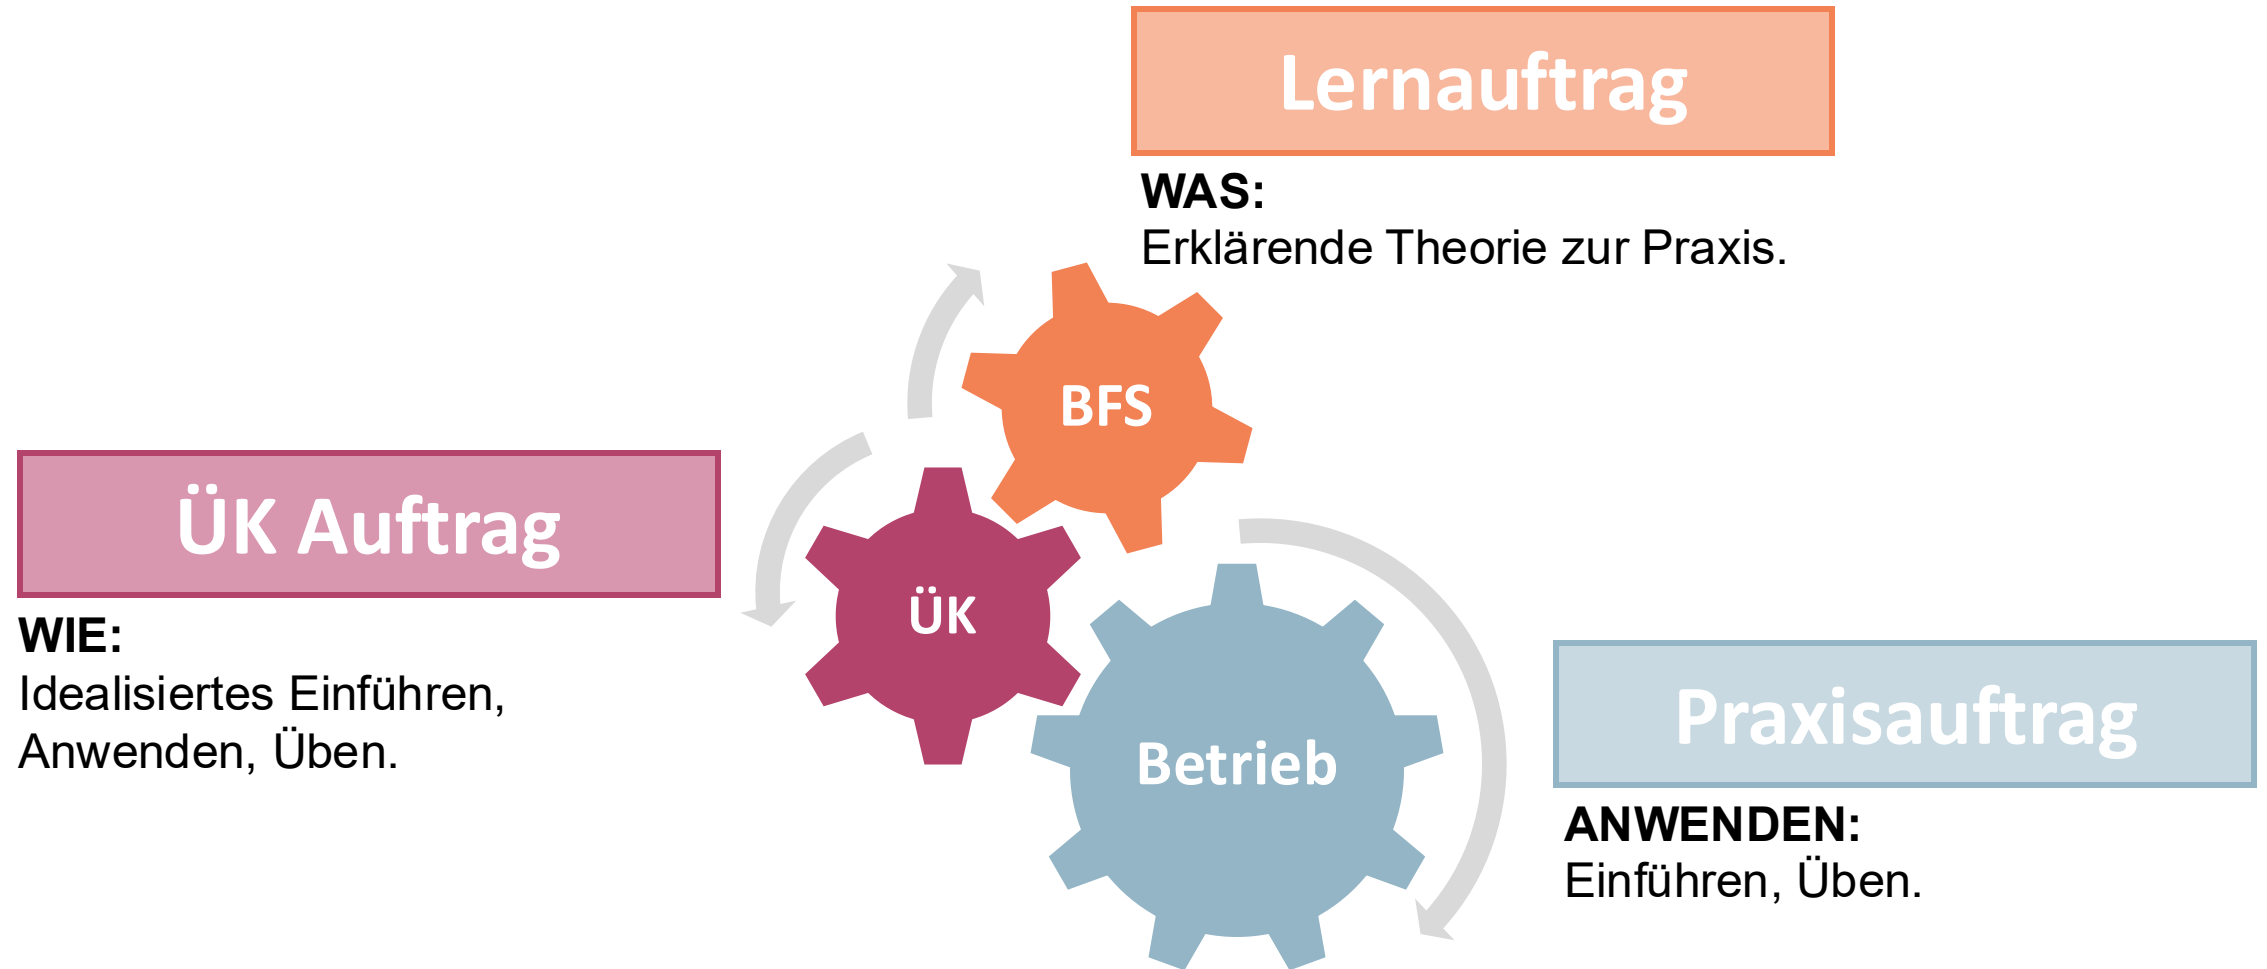 Lernauftrag
WAS:
Erklärende Theorie zur Praxis.
BFS
ÜK Auftrag
WIE:
Idealisiertes Einführen,
Anwenden, Üben.
ÜK
Betrieb
Praxisauftrag
ANWENDEN:
Einführen, Üben.